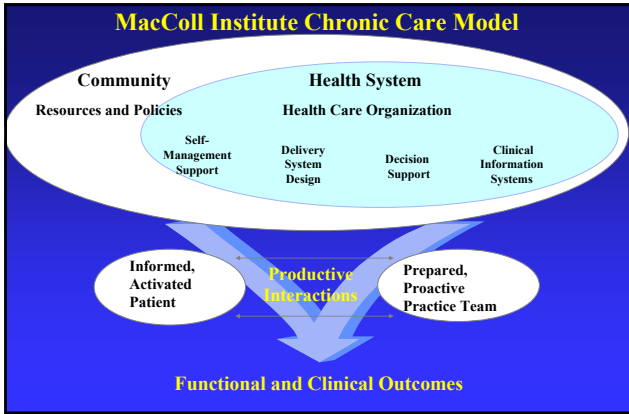 MacColl Institute Chronic Care Model
Community
Resources and Policies
Health System
Health Care Organization
Self-
Management
Support
Delivery
System
Design
Decision
Support
Clinical
Information
Systems
Informed,
Activated
Patient
Productive
Interactions
Prepared,
Proactive
Practice Team
Functional and Clinical Outcomes